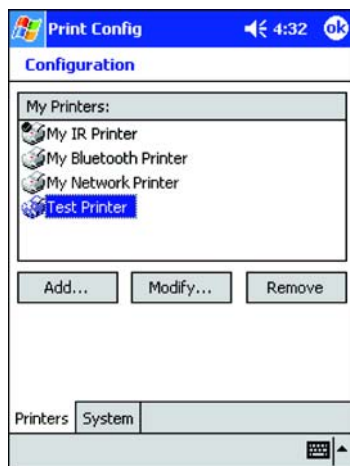 Print Config 4:32 ok
Configuration
My Printers:
My IR Printer
My Bluetooth Printer
My Network Printer
Test Printer
Add... Modify... Remove
Printers System